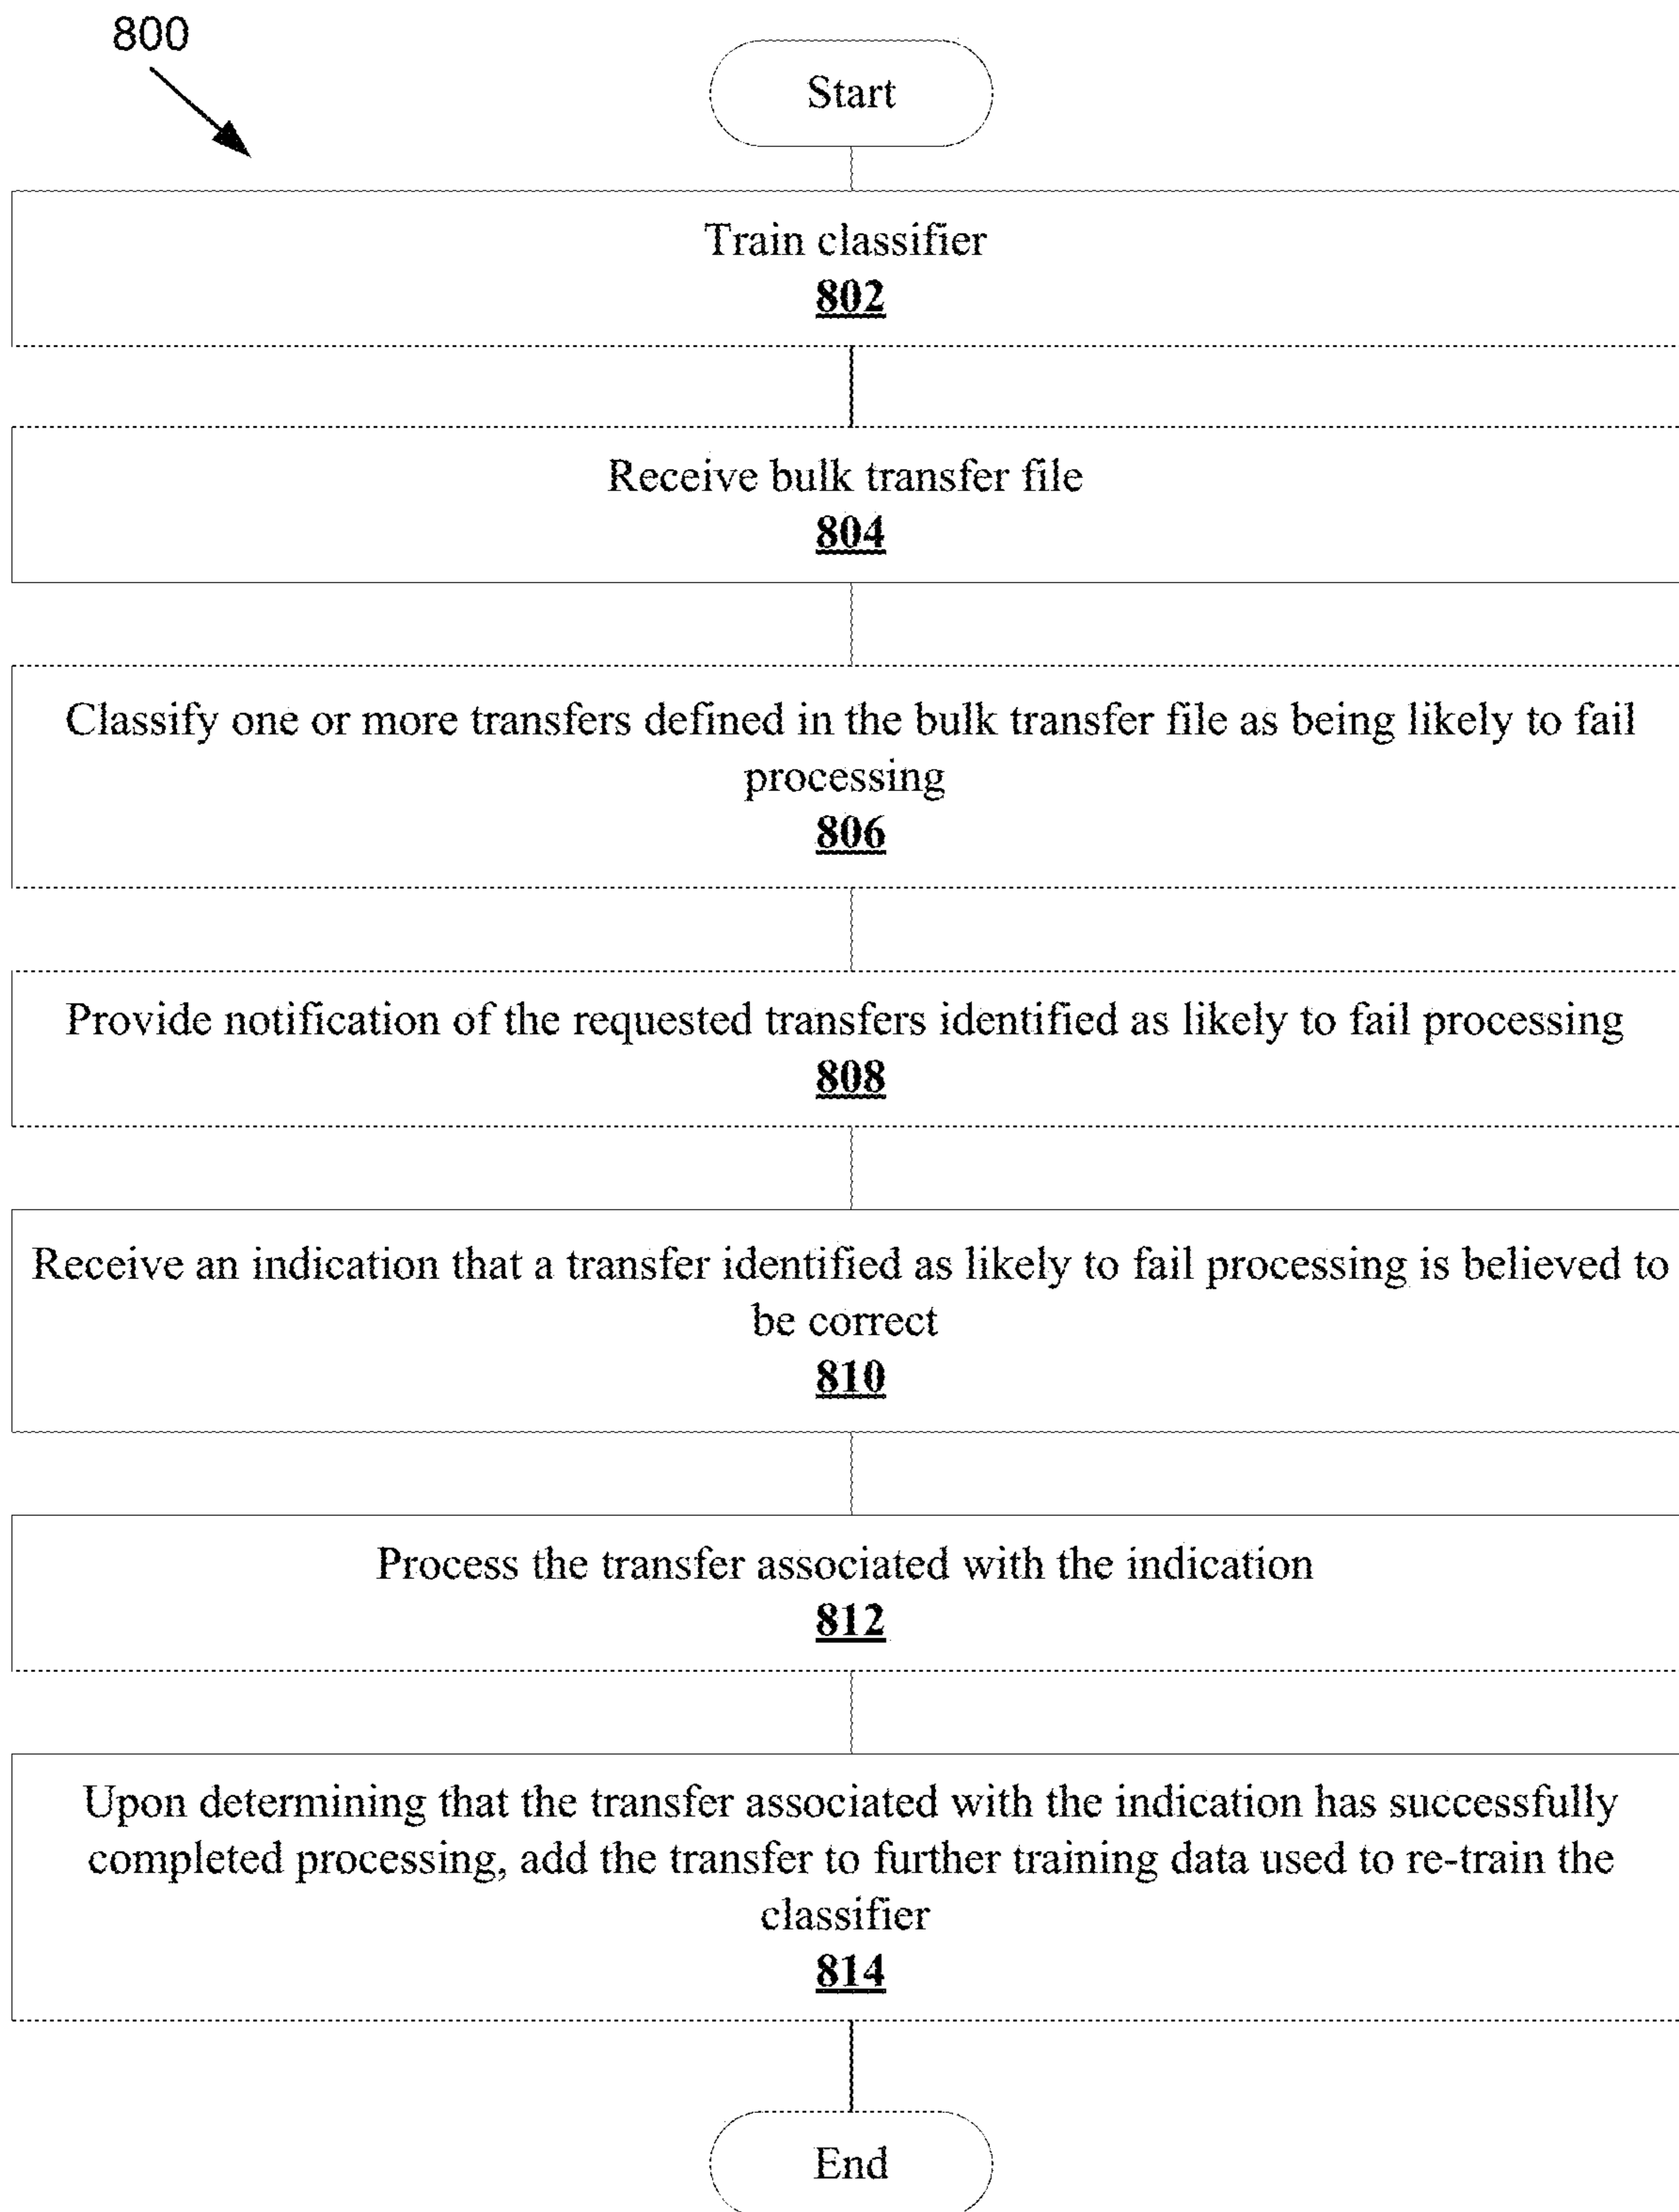 800
Start
Train classifier
802
Receive bulk transfer file
804
Classify one or more transfers defined in the bulk transfer file as being likely to fail
processing
806
Provide notification of the requested transfers identified as likely to fail processing
808
Receive an indication that a transfer identified as likely to fail processing is believed to
be correct
810
Process the transfer associated with the indication
812
Upon determining that the transfer associated with the indication has successfully
completed processing, add the transfer to further training data used to re-train the
classifier
814
End